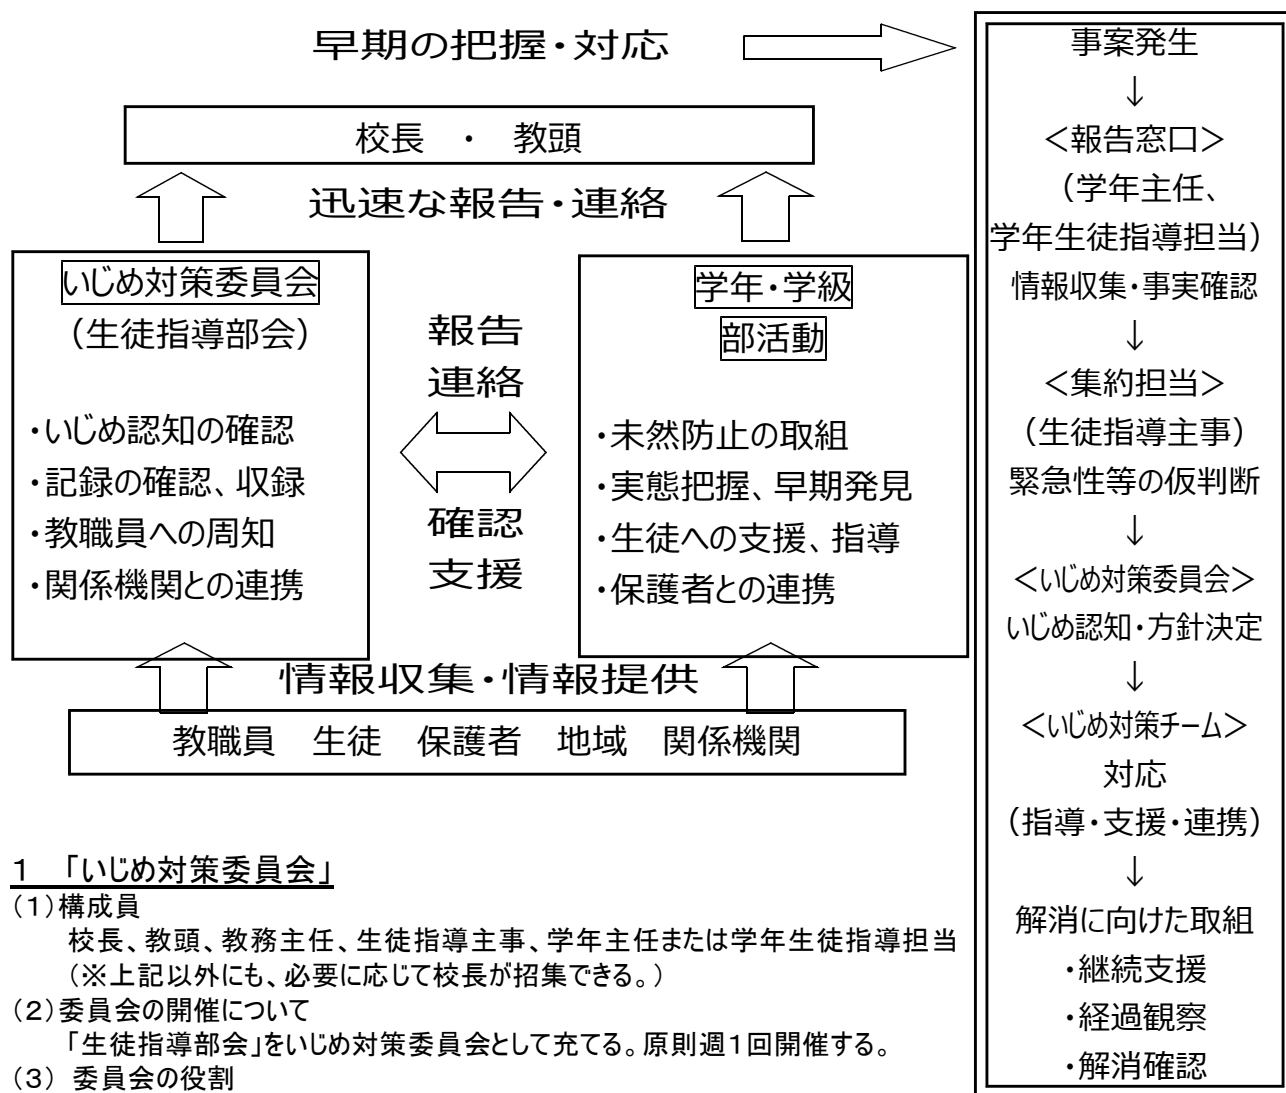 早期の把握・対応
校長 ・ 教頭
迅速な報告・連絡
いじめ対策委員会
（生徒指導部会）
・いじめ認知の確認
・記録の確認、収録
・教職員への周知
・関係機関との連携
報告
連絡
確認
支援
学年・学級
部活動
・未然防止の取組
・実態把握、早期発見
・生徒への支援、指導
・保護者との連携
情報収集・情報提供
教職員 生徒 保護者 地域 関係機関
事案発生
↓
＜報告窓口＞
（学年主任、
学年生徒指導担当）
情報収集・事実確認
↓
＜集約担当＞
（生徒指導主事）
緊急性等の仮判断
↓
＜いじめ対策委員会＞
いじめ認知・方針決定
↓
＜いじめ対策チーム＞
対応
（指導・支援・連携）
↓
解消に向けた取組
・継続支援
・経過観察
・解消確認
１ 「いじめ対策委員会」
（１）構成員
校長、教頭、教務主任、生徒指導主事、学年主任または学年生徒指導担当
（※上記以外にも、必要に応じて校長が招集できる。）
（２）委員会の開催について
「生徒指導部会」をいじめ対策委員会として充てる。原則週１回開催する。
（３） 委員会の役割